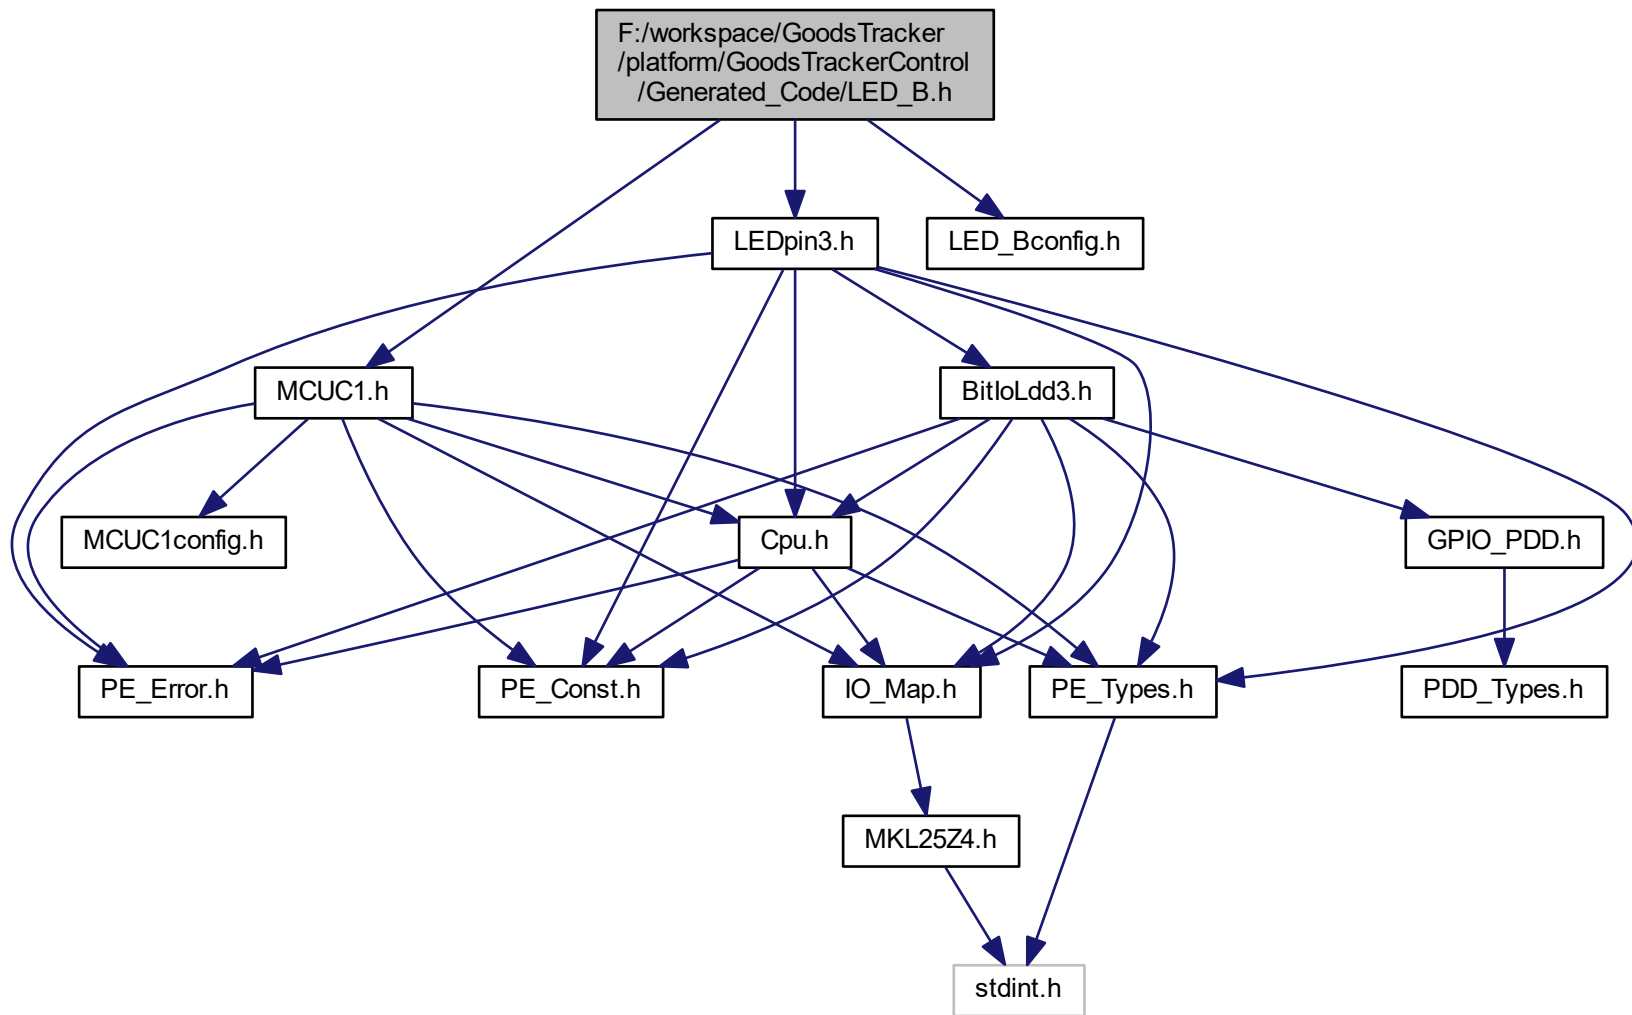 F:/workspace/GoodsTracker
/platform/GoodsTrackerControl
/Generated_Code/LED_B.h
LEDpin3.h
LED_Bconfig.h
MCUC1.h
BitIoLdd3.h
MCUC1config.h
Cpu.h
GPIO_PDD.h
PE_Error.h
PE_Const.h
IO_Map.h
PE_Types.h
PDD_Types.h
MKL25Z4.h
stdint.h